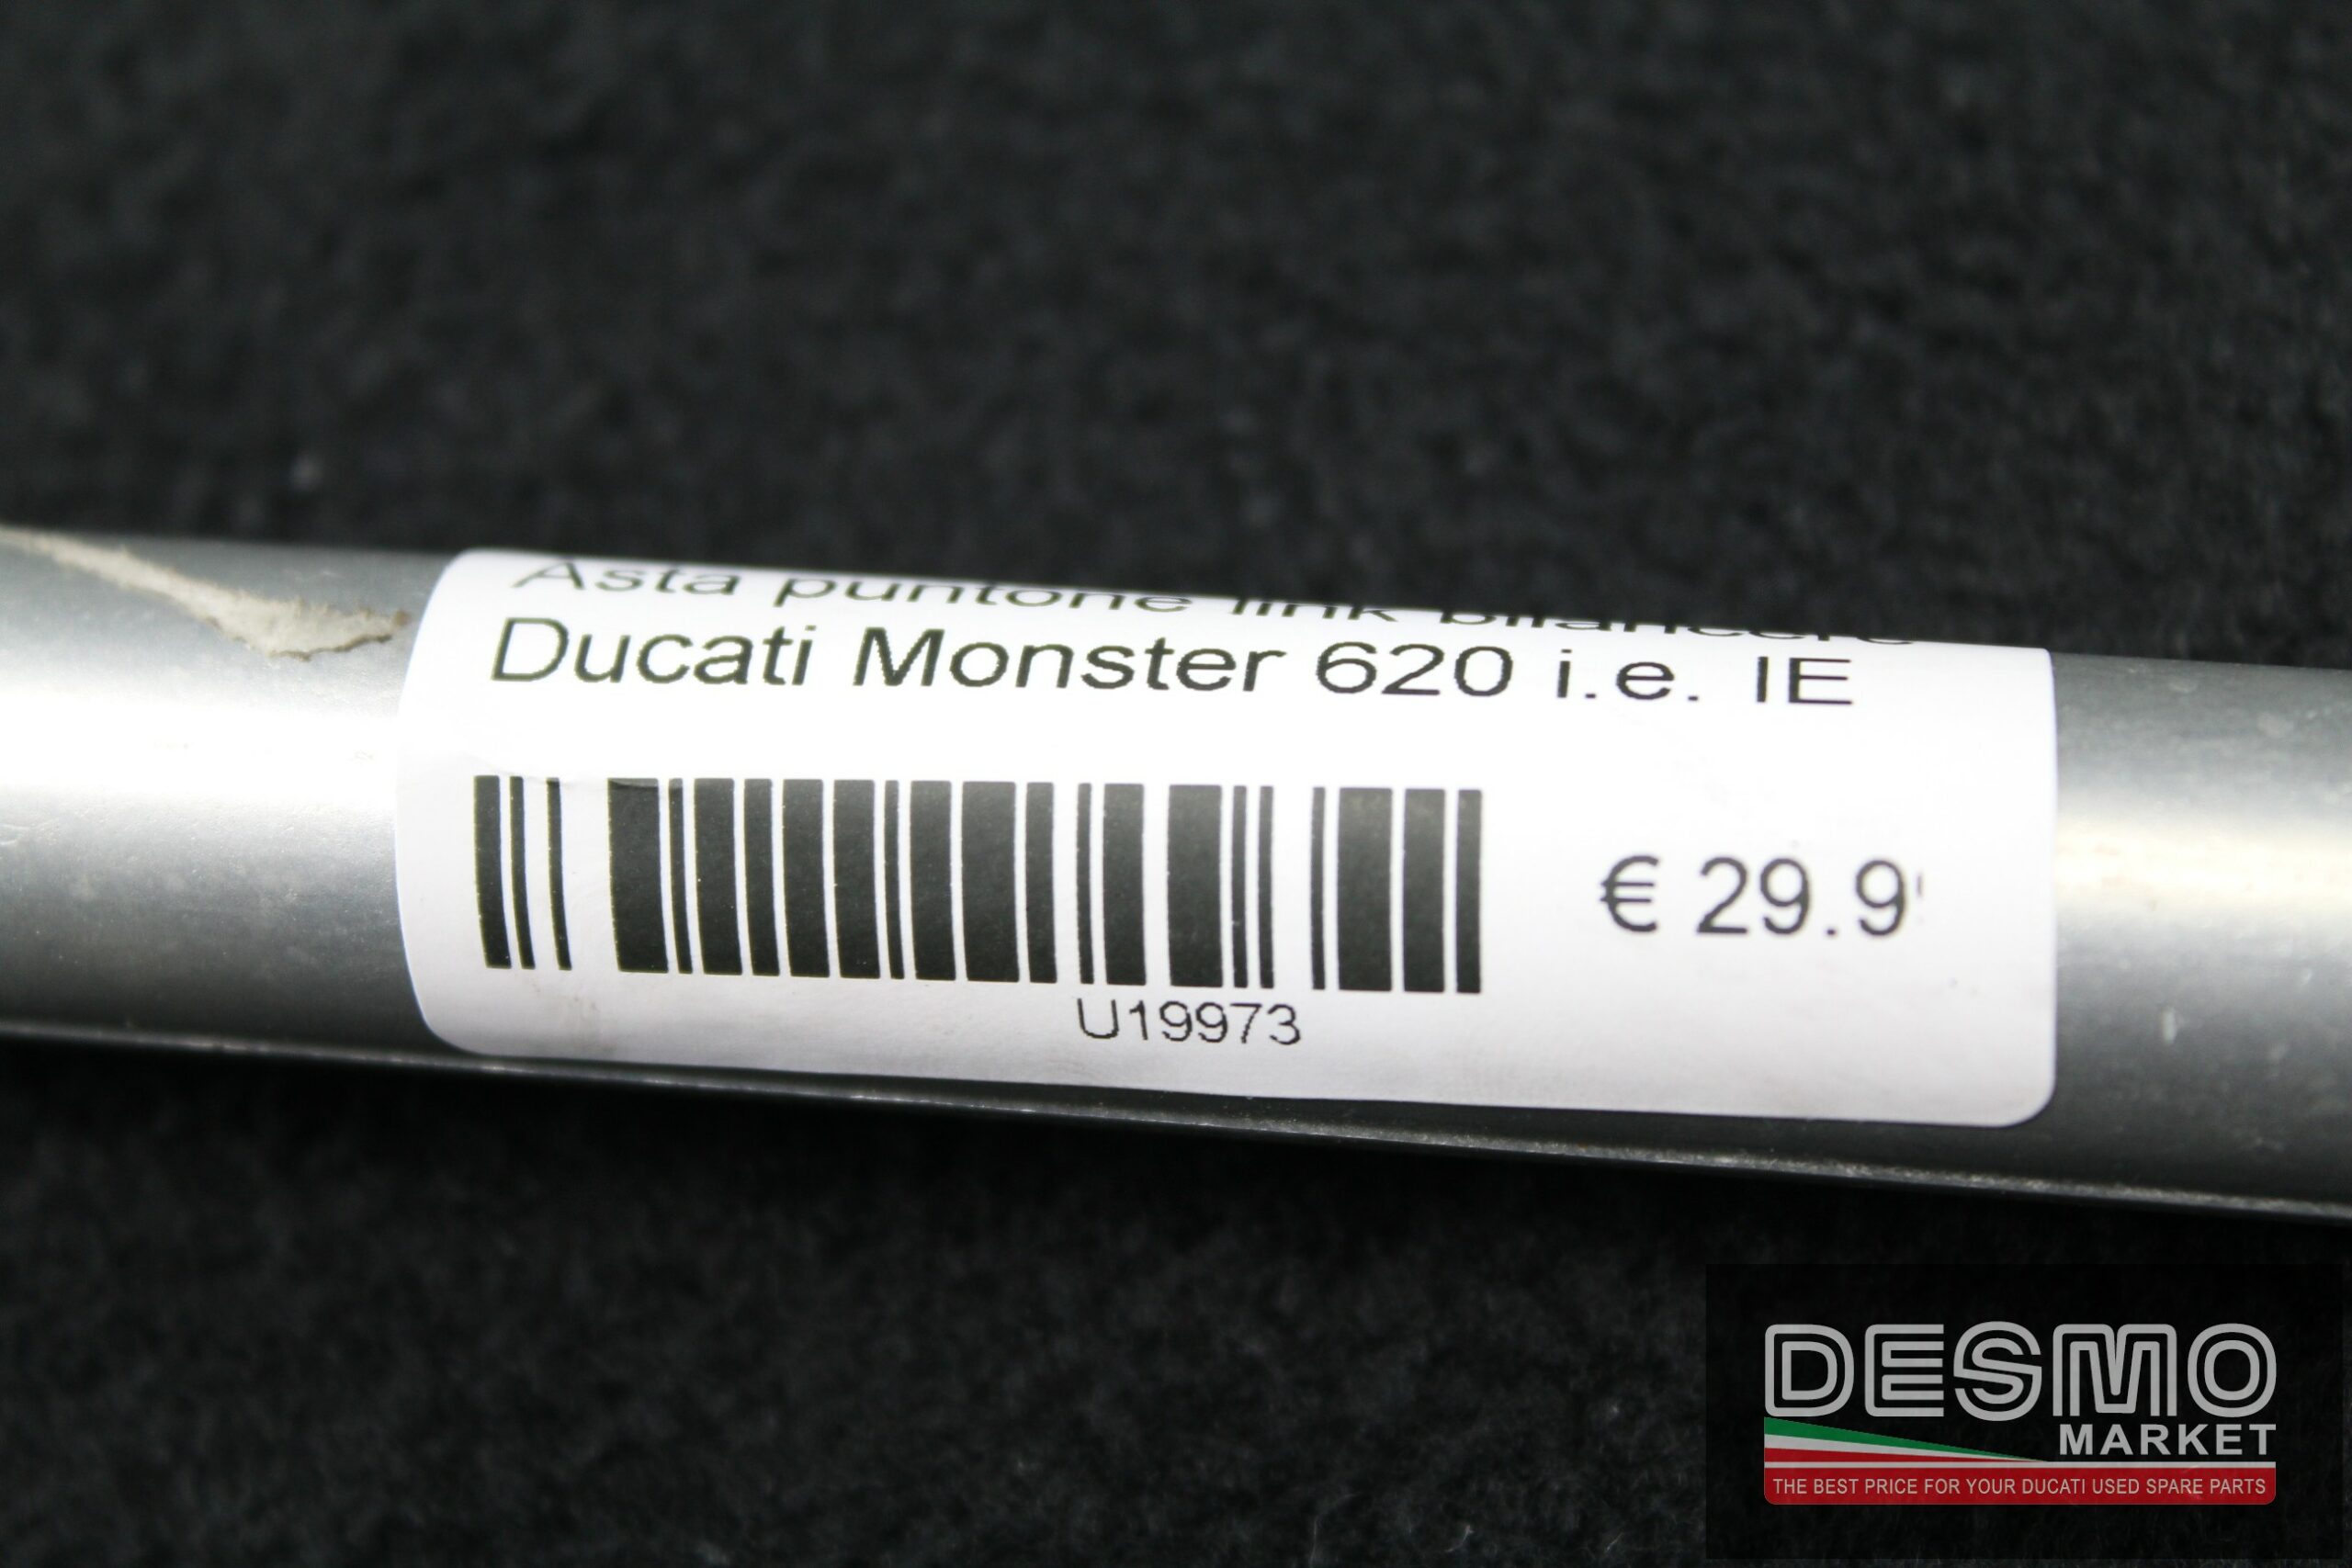 Asta puntone link bilanciere
Ducati Monster 620 i.e. IE
€ 29.9
U19973
DESMO
MARKET
THE BEST PRICE FOR YOUR DUCATI USED SPARE PARTS